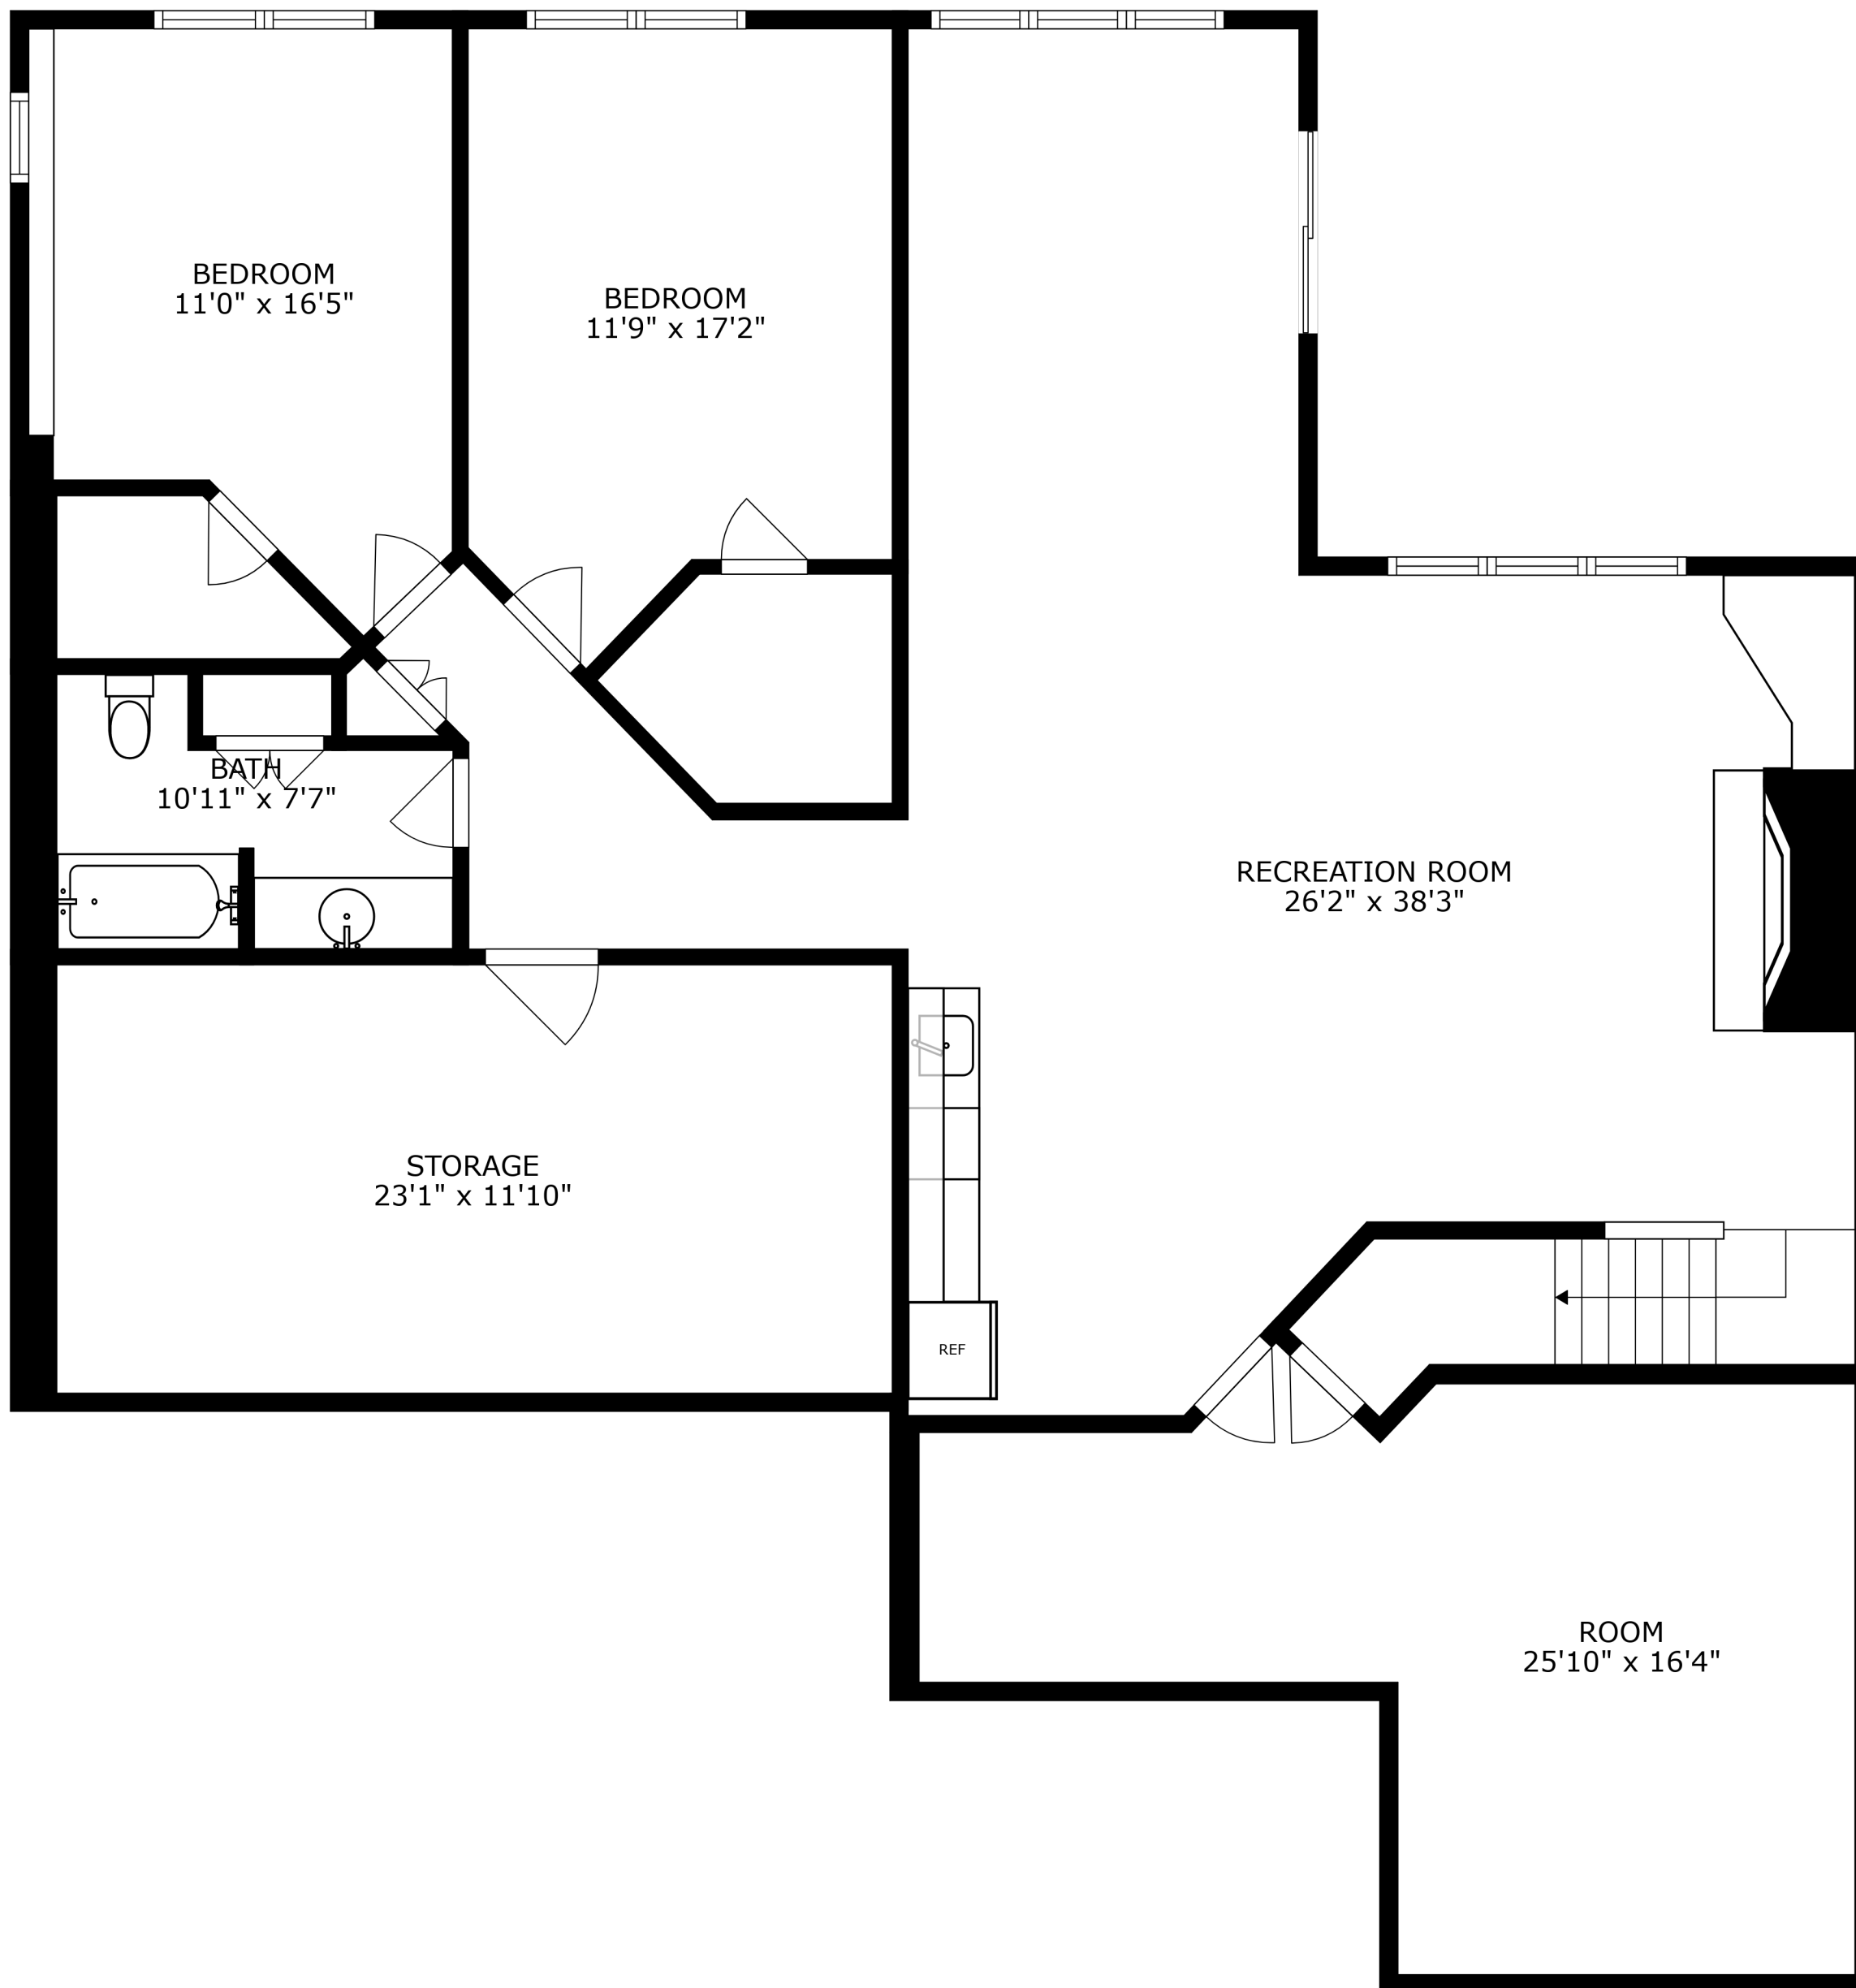 BEDROOM
11'0" x 16'5"
BEDROOM
11'9" x 17'2"
BATH
10'11" x 7'7"
RECREATION ROOM
26'2" x 38'3"
STORAGE
23'1" x 11'10"
REF
ROOM
25'10" x 16'4"